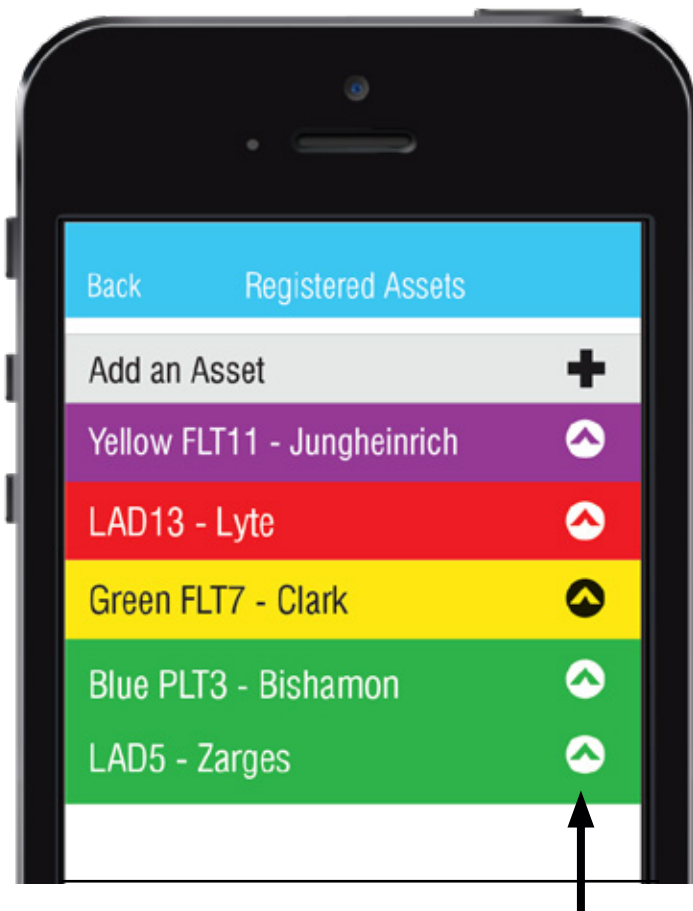 Back Registered Assets
Add an Asset
Yellow FLT11 - Jungheinrich
LAD13 - Lyte
Green FLT7 - Clark
Blue PLT3 - Bishamon
LAD5 - Zarges